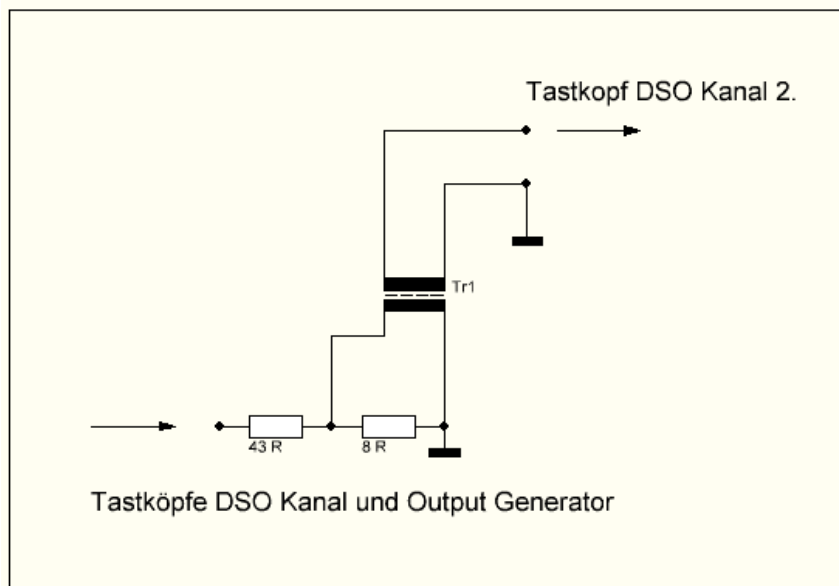 Tastkopf DSO Kanal 2.
Tr1
43 R
8 R
Tastköpfe DSO Kanal und Output Generator